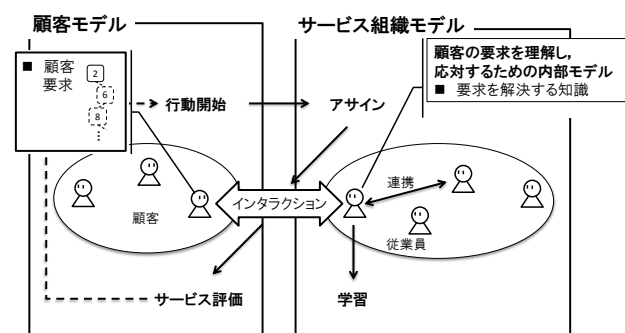 顧客モデル
サービス組織モデル
■ 顧客
要求
2
6
8
行動開始
アサイン
顧客の要求を理解し，
応対するための内部モデル
■ 要求を解決する知識
顧客
インタラクション
連携
従業員
サービス評価
学習